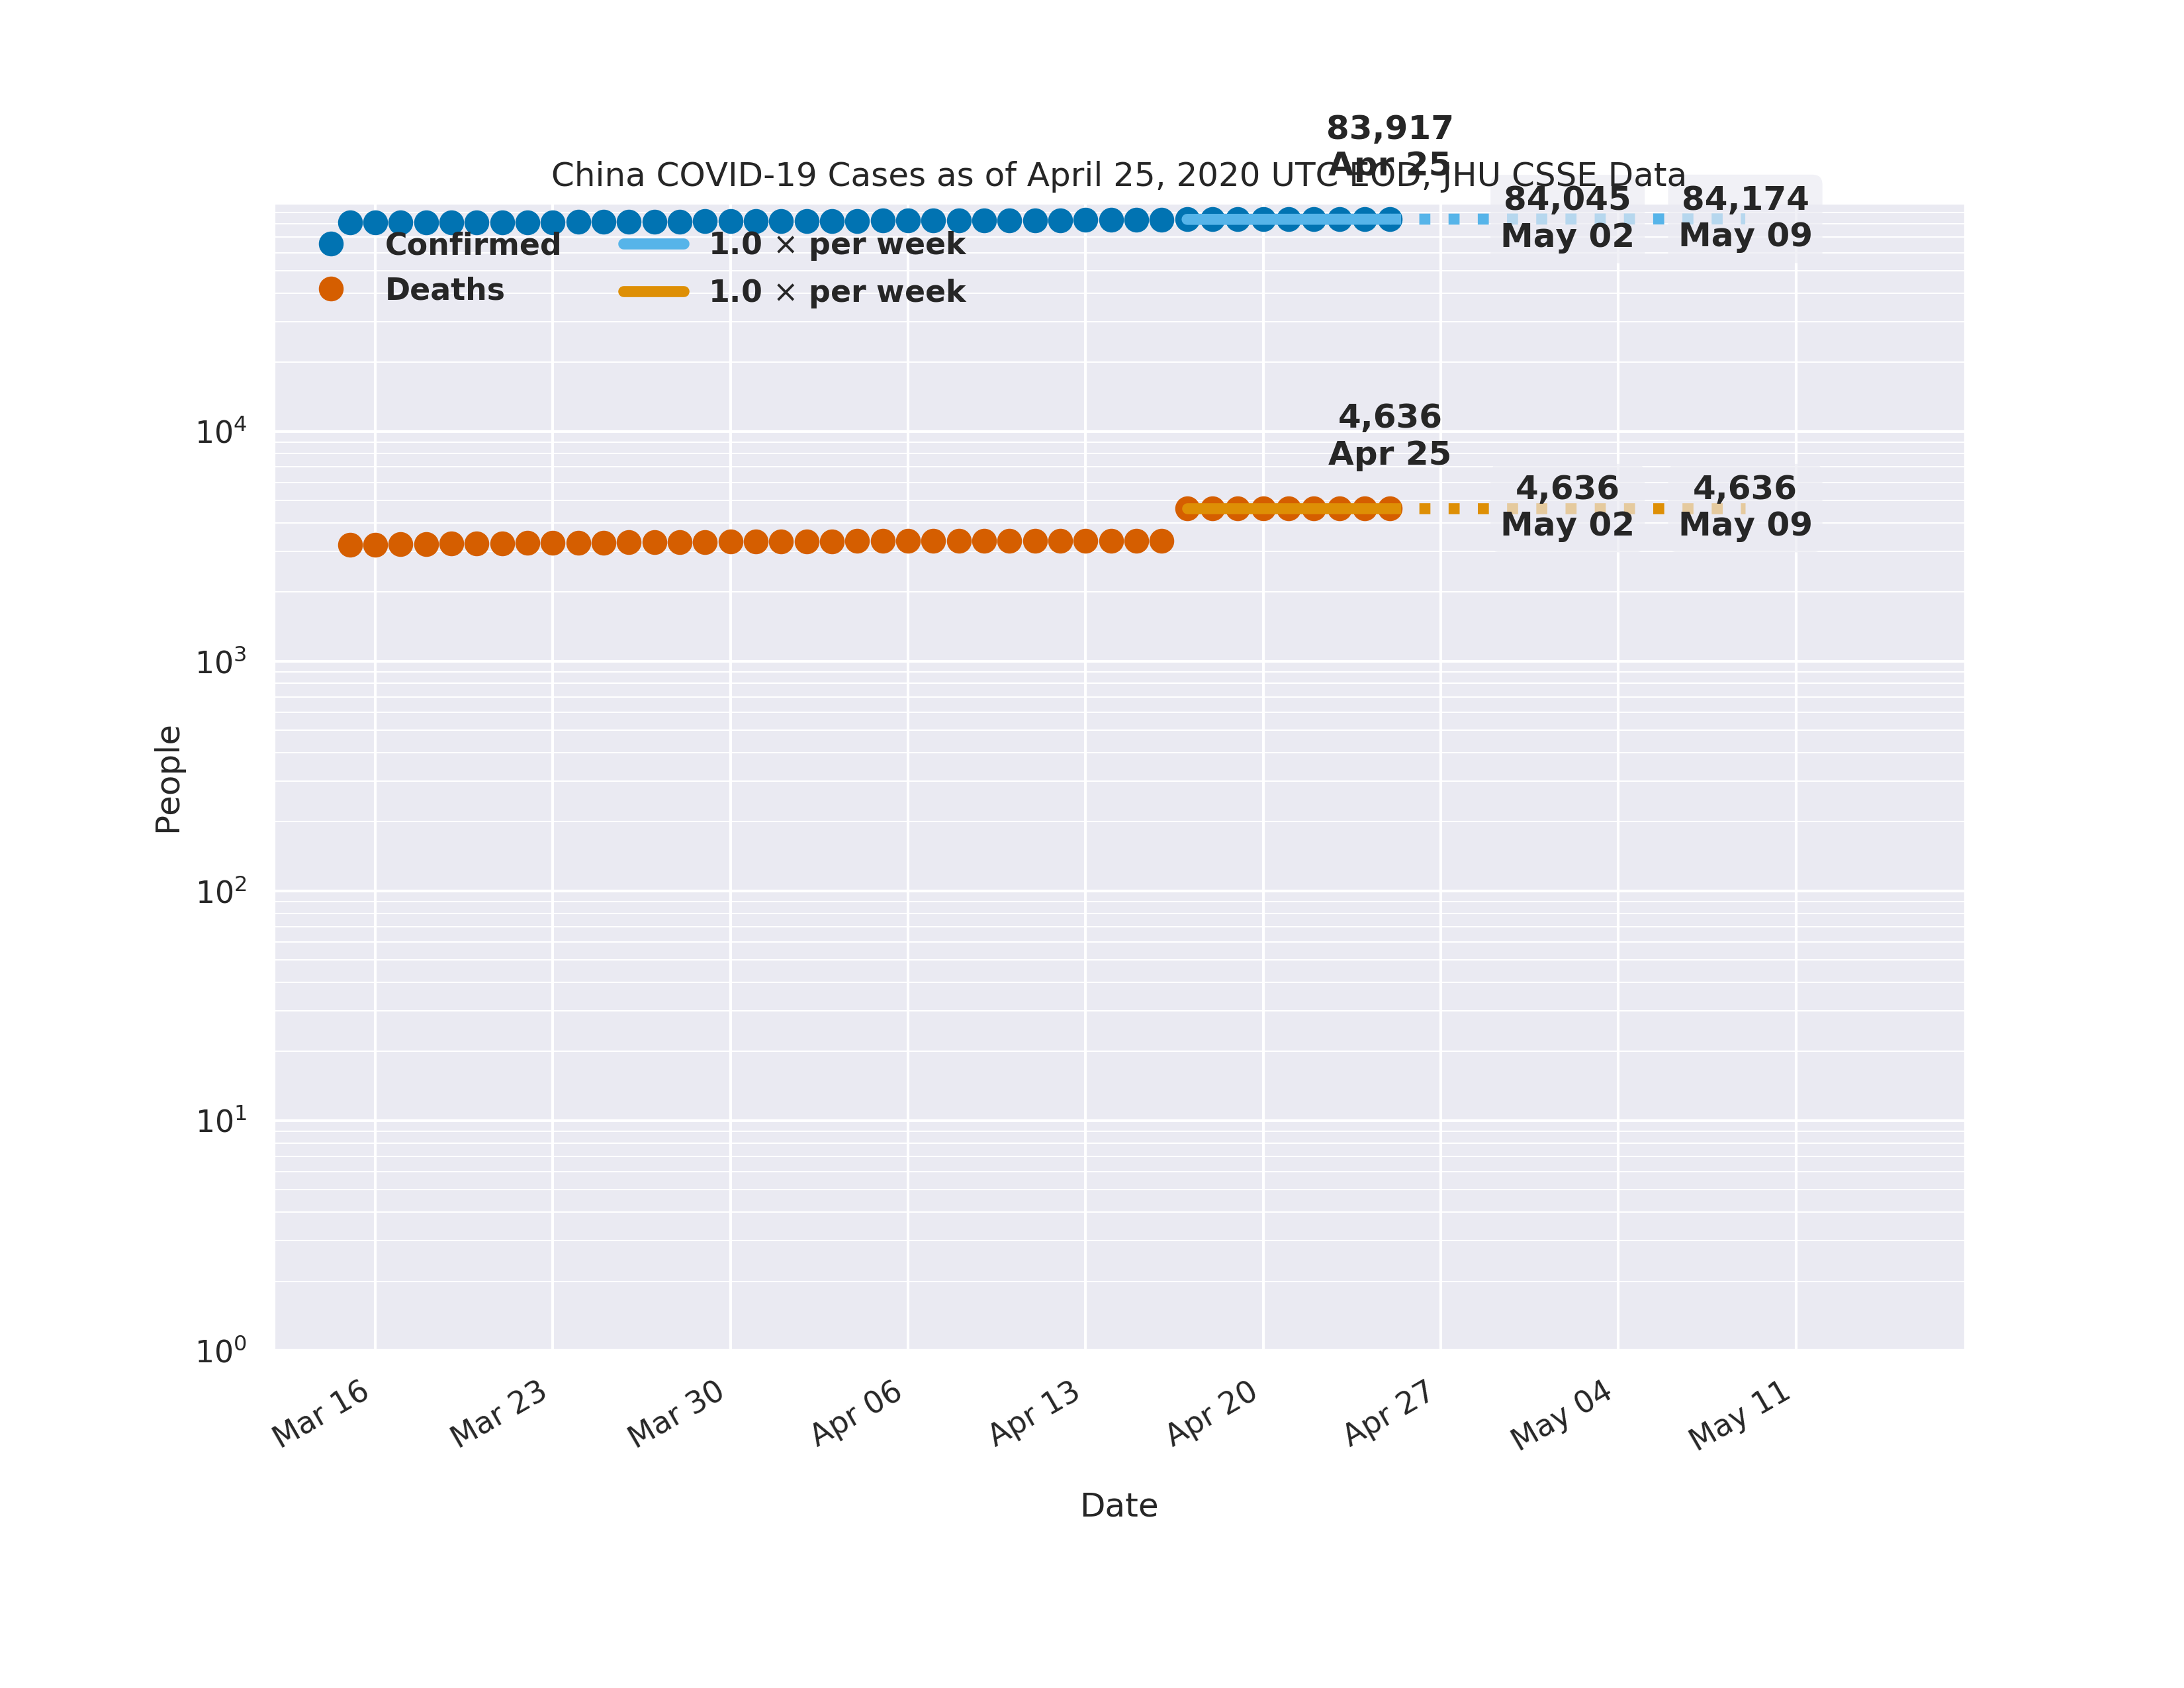 83,917
Apr 25
China COVID-19 Cases as of April 25, 2020 UTC EOD, JHU CSSE Data
84,045
May 02
84,174
May 09
Confirmed
Deaths
1.0 × per week
1.0 × per week
4,636
Apr 25
4,636
May 02
4,636
May 09
10⁴
10³
10²
10¹
10⁰
People
Mar 16
Mar 23
Mar 30
Apr 06
Apr 13
Apr 20
Apr 27
May 04
May 11
Date